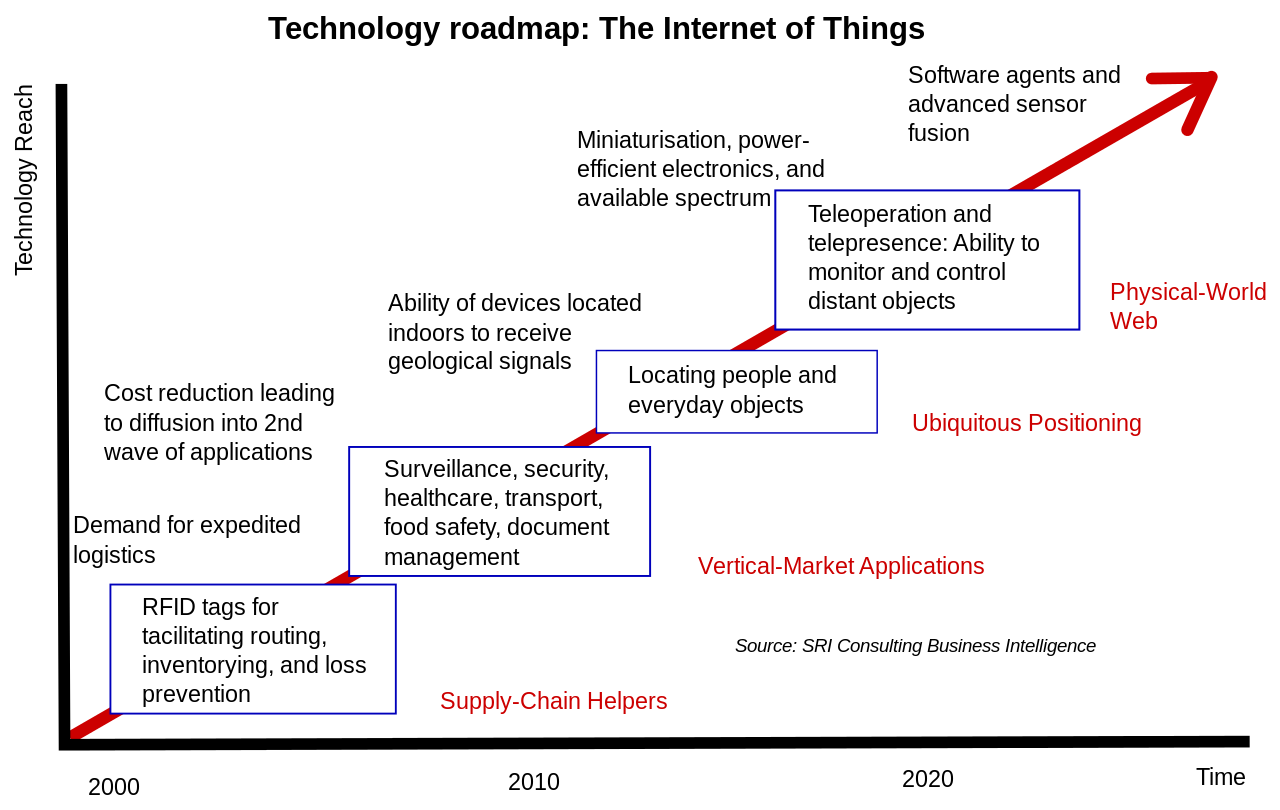 Technology roadmap: The Internet of Things
Technology Reach
Software agents and
advanced sensor
fusion
Miniaturisation, power-
efficient electronics, and
available spectrum
Teleoperation and
telepresence: Ability to
monitor and control
distant objects
Physical-World
Web
Ability of devices located
indoors to receive
geological signals
Locating people and
everyday objects
Ubiquitous Positioning
Cost reduction leading
to diffusion into 2nd
wave of applications
Surveillance, security,
healthcare, transport,
food safety, document
management
Vertical-Market Applications
Demand for expedited
logistics
RFID tags for
tacilitating routing,
inventorying, and loss
prevention
Supply-Chain Helpers
Source: SRI Consulting Business Intelligence
2000
2010
2020
Time